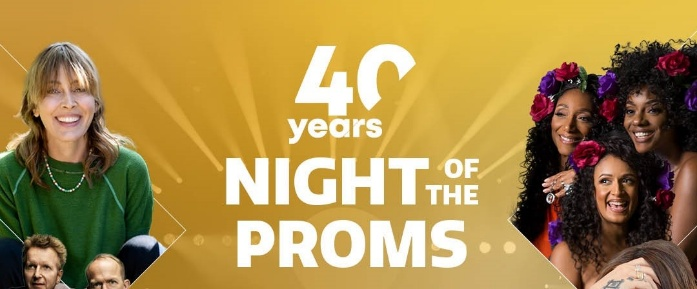 40
years
NIGHT OF THE
PROMS